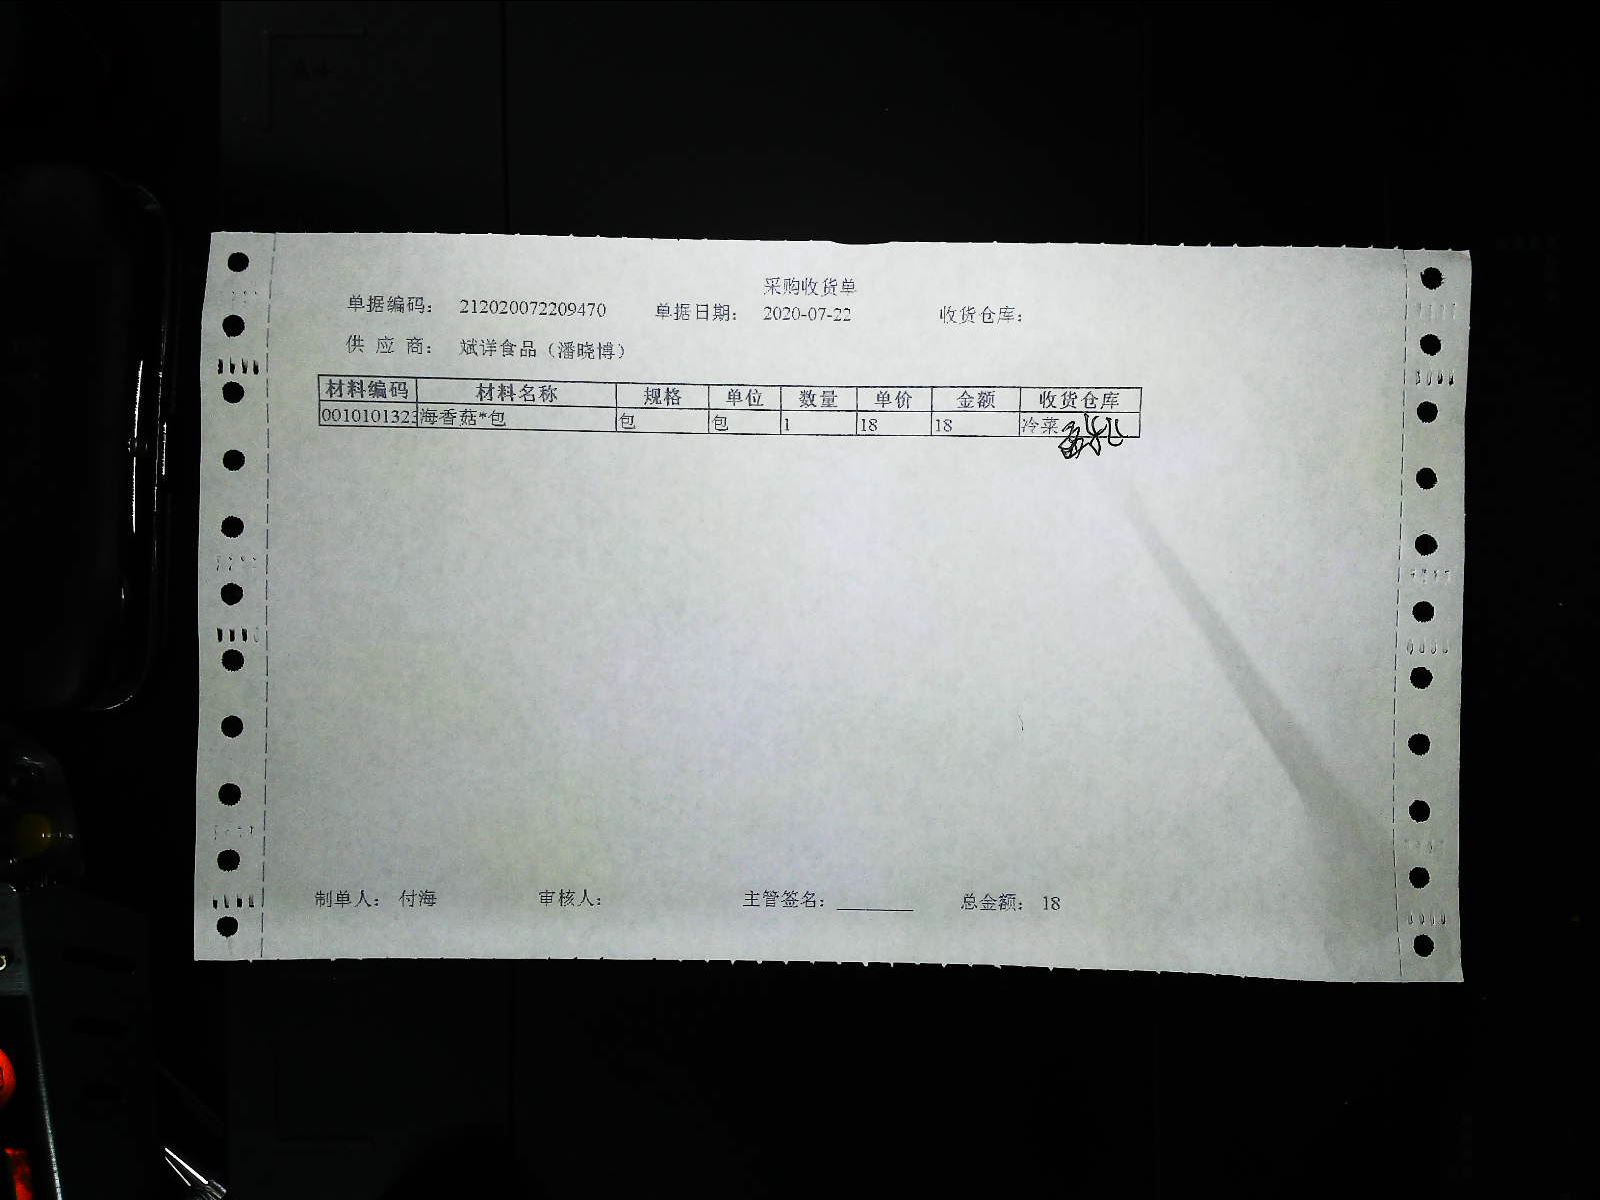 采购收货单
单据编码： 212020072209470 单据日期： 2020-07-22 收货仓库：
供 应 商： 斌详食品（潘晓博）
材料编码 材料名称 规格 单位 数量 单价 金额 收货仓库
0010101323 海香菇*包 包 包 1 18 18 冷菜
制单人： 付海 审核人： 主管签名： ________ 总金额： 18